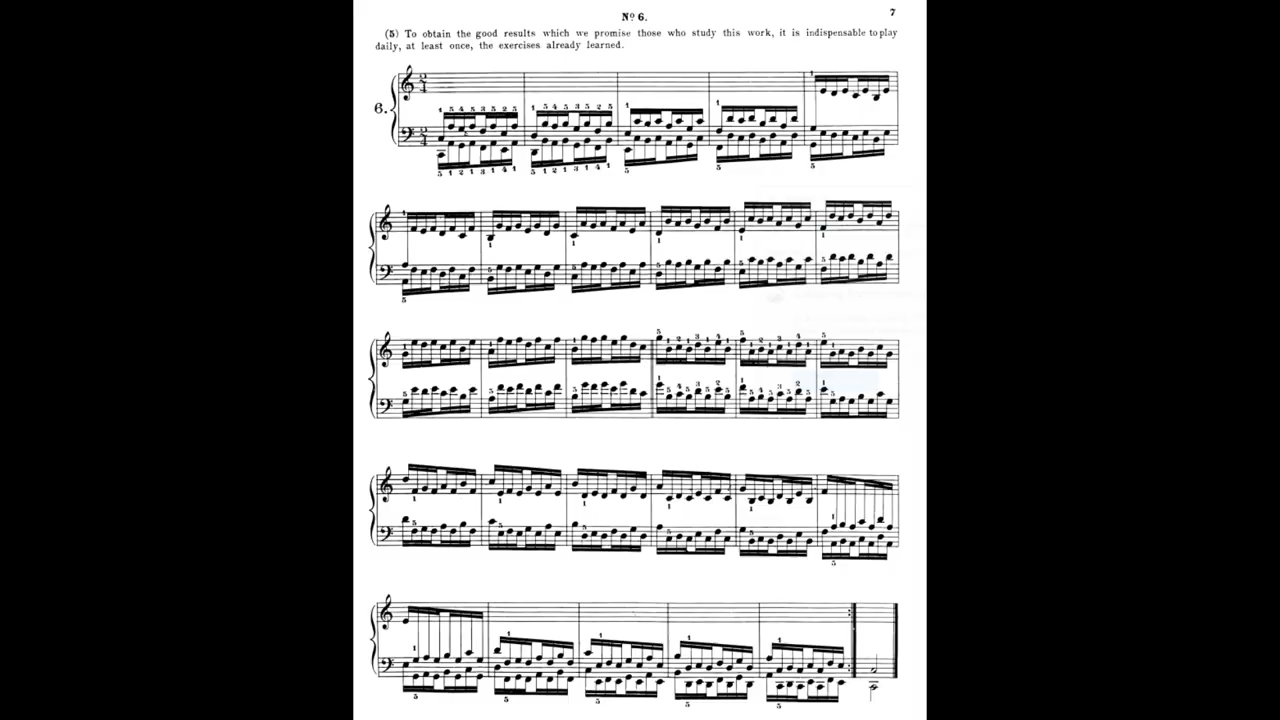 Nº 6.
7
(5) To obtain the good results which we promise those who study this work, it is indispensable to play
daily, at least once, the exercises already learned.
6.